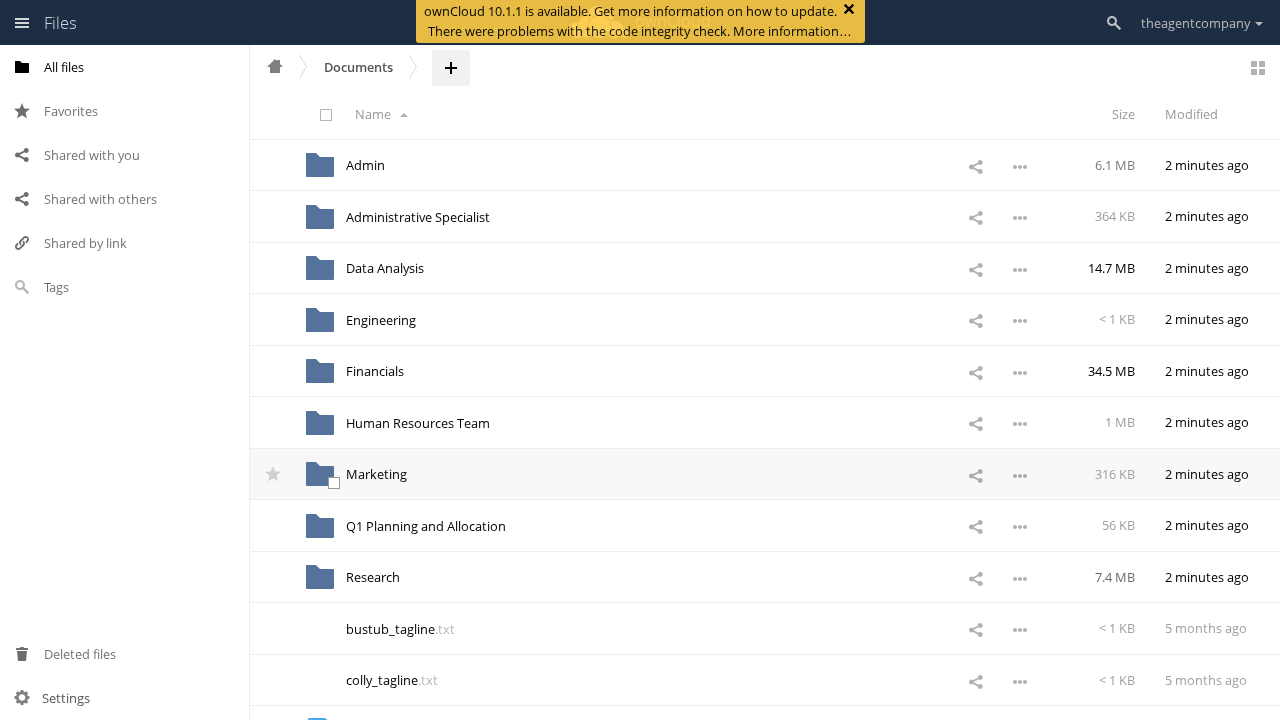 Files
ownCloud 10.1.1 is available. Get more information on how to update.
There were problems with the code integrity check. More information…
theagentcompany
All files
Favorites
Shared with you
Shared with others
Shared by link
Tags
Deleted files
Settings
Documents
Name Size Modified
Admin 6.1 MB 2 minutes ago
Administrative Specialist 364 KB 2 minutes ago
Data Analysis 14.7 MB 2 minutes ago
Engineering < 1 KB 2 minutes ago
Financials 34.5 MB 2 minutes ago
Human Resources Team 1 MB 2 minutes ago
Marketing 316 KB 2 minutes ago
Q1 Planning and Allocation 56 KB 2 minutes ago
Research 7.4 MB 2 minutes ago
bustub_tagline.txt < 1 KB 5 months ago
colly_tagline.txt < 1 KB 5 months ago